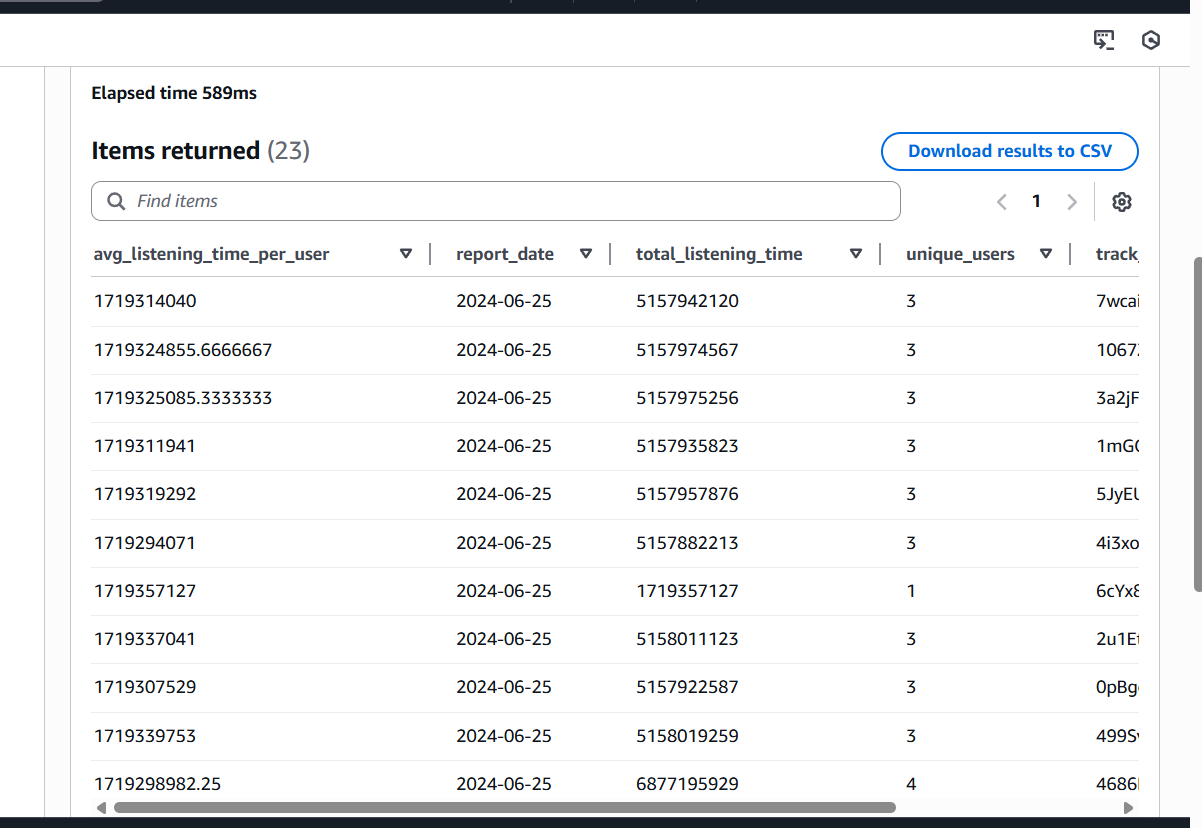 Elapsed time 589ms
Items returned (23)
Download results to CSV
Find items
1
avg_listening_time_per_user report_date total_listening_time unique_users track_
1719314040 2024-06-25 5157942120 3 7wcai
1719324855.6666667 2024-06-25 5157974567 3 1067
1719325085.3333333 2024-06-25 5157975256 3 3a2jF
1719311941 2024-06-25 5157935823 3 1mG
1719319292 2024-06-25 5157957876 3 5JyEU
1719294071 2024-06-25 5157882213 3 4i3xo
1719357127 2024-06-25 1719357127 1 6cYx8
1719337041 2024-06-25 5158011123 3 2u1Et
1719307529 2024-06-25 5157922587 3 0pBg
1719339753 2024-06-25 5158019259 3 499S
1719298982.25 2024-06-25 6877195929 4 4686